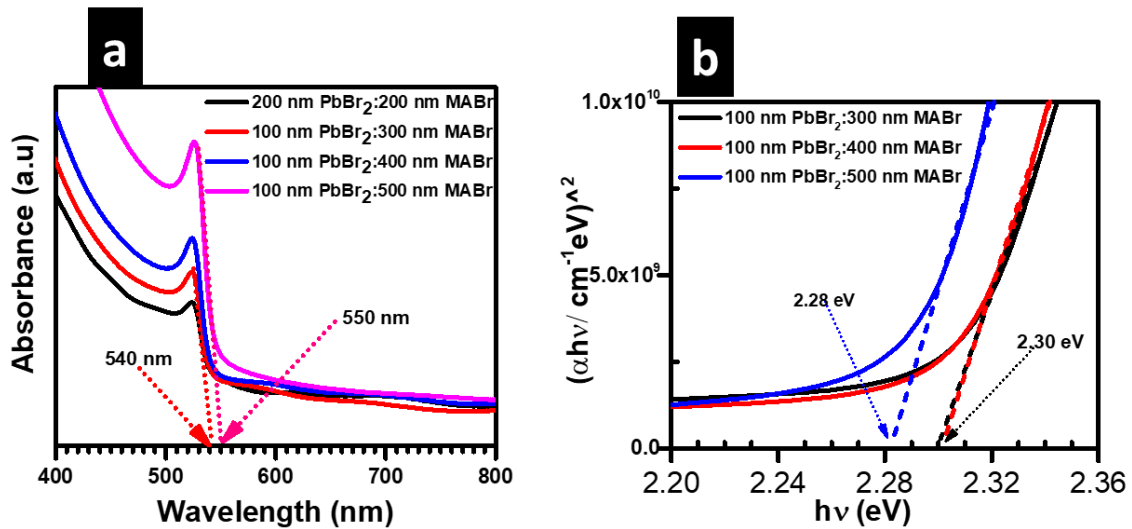 a
200 nm PbBr2:200 nm MABr
100 nm PbBr2:300 nm MABr
100 nm PbBr2:400 nm MABr
100 nm PbBr2:500 nm MABr
550 nm
540 nm
Absorbance (a.u)
400 500 600 700 800
Wavelength (nm)
b
1.0x10^10
100 nm PbBr2:300 nm MABr
100 nm PbBr2:400 nm MABr
100 nm PbBr2:500 nm MABr
5.0x10^9
2.28 eV
2.30 eV
0.0
(αhν/ cm^-1eV)^2
2.20 2.24 2.28 2.32 2.36
hν (eV)